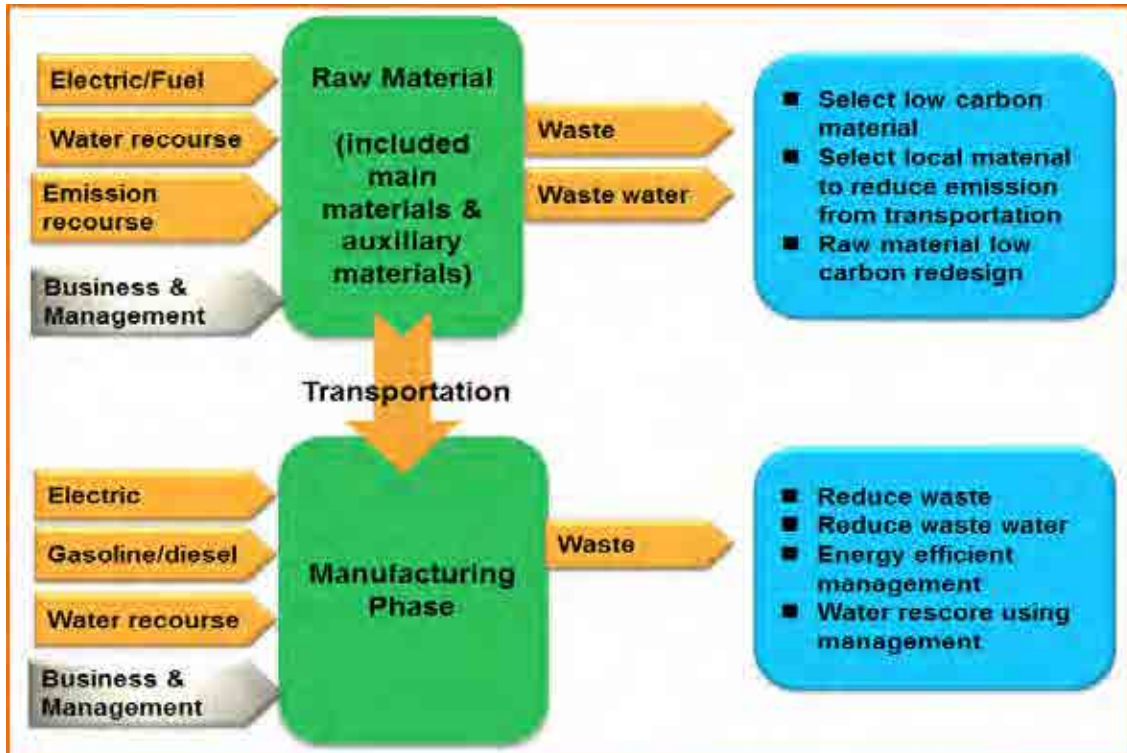 Electric/Fuel
Water recourse
Emission
recourse
Business &
Management
Raw Material
(included
main
materials &
auxillary
materials)
Waste
Waste water
■ Select low carbon
material
■ Select local material
to reduce emission
from transportation
■ Raw material low
carbon redesign
Transportation
Electric
Gasoline/diesel
Water recourse
Business &
Management
Manufacturing
Phase
Waste
■ Reduce waste
■ Reduce waste water
■ Energy efficient
management
■ Water rescore using
management